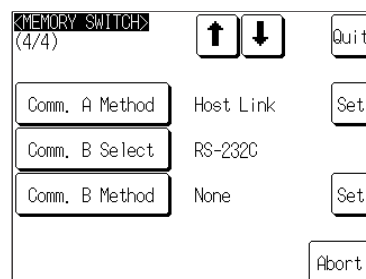 <MEMORY SWITCH>
(4/4)
Quit
Comm. A Method Host Link Set
Comm. B Select RS-232C
Comm. B Method None Set
Abort